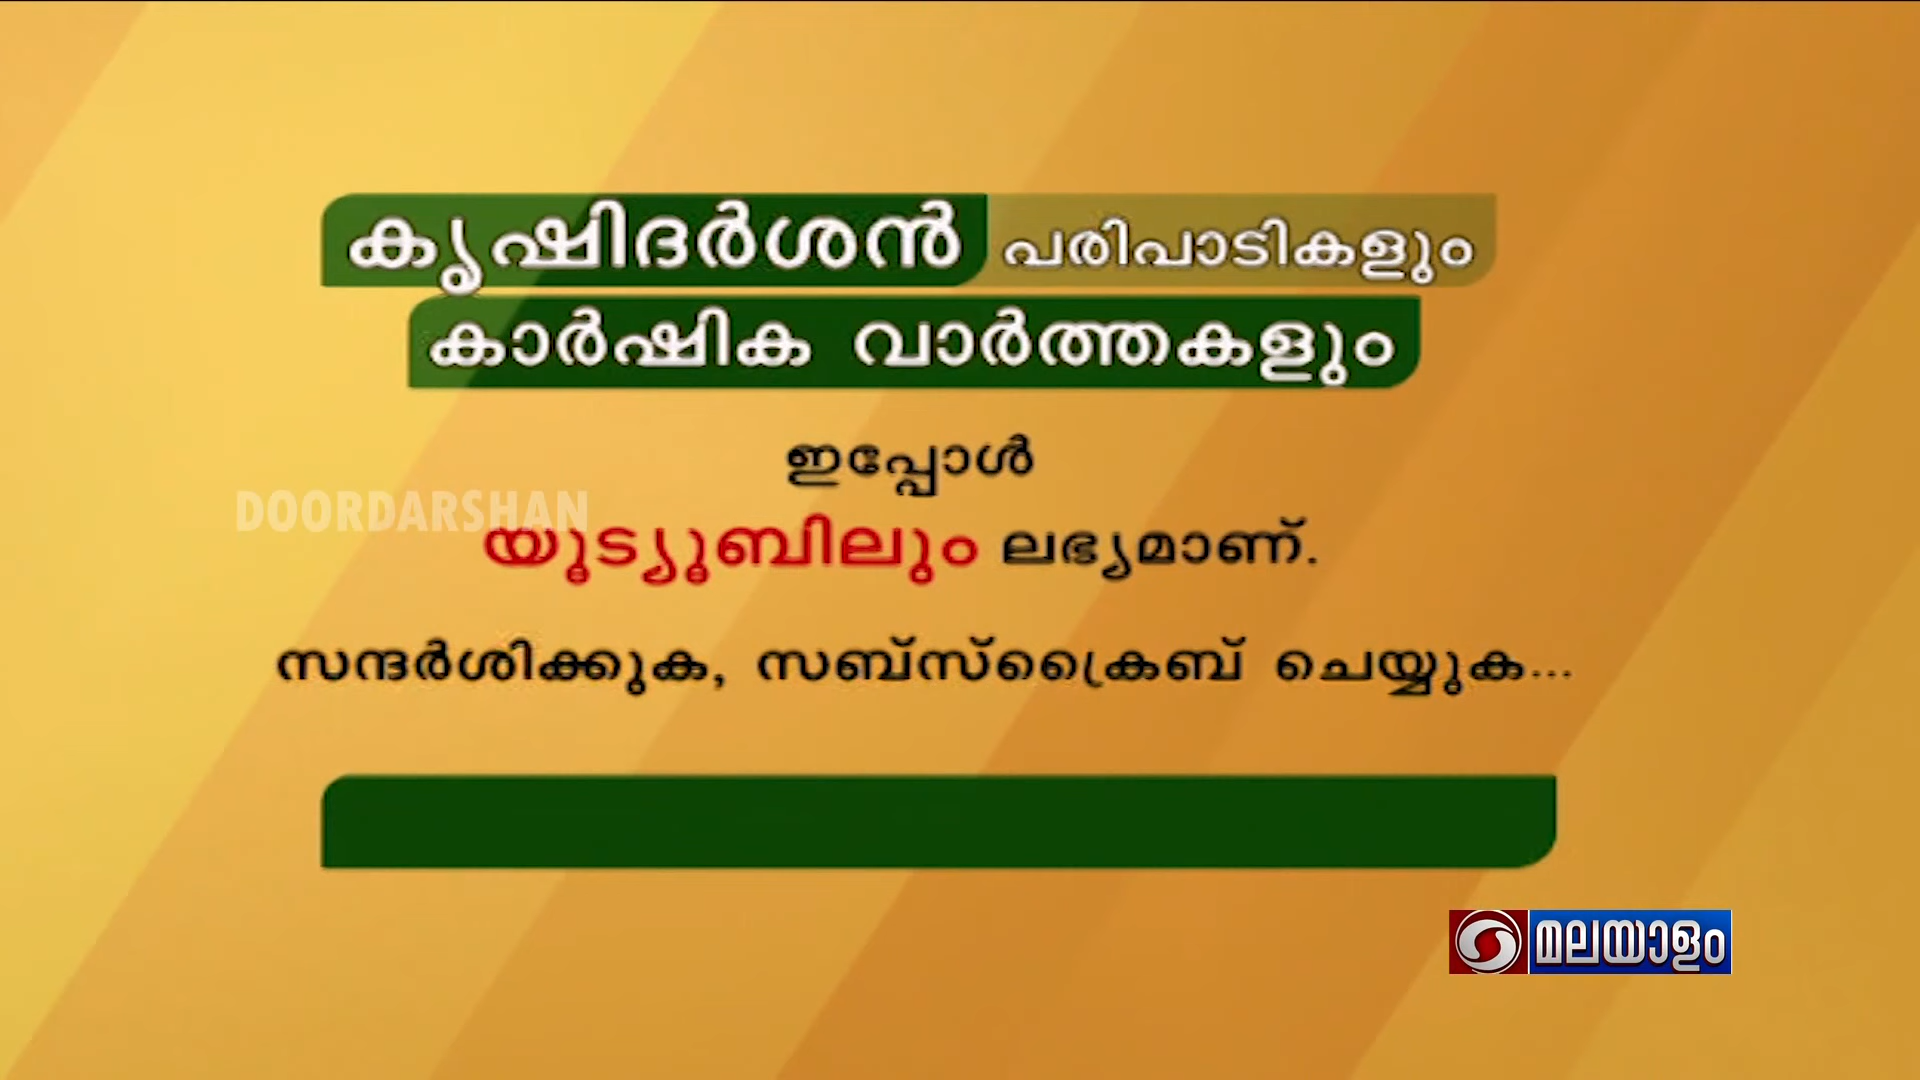 കൃഷിദർശൻ പരിപാടികളും
കാർഷിക വാർത്തകളും
ഇപ്പോൾ
DOORDARSHAN
യൂട്യൂബിലും ലഭ്യമാണ്.
സന്ദർശിക്കുക, സബ്സ്ക്രൈബ് ചെയ്യുക...
മലയാളം